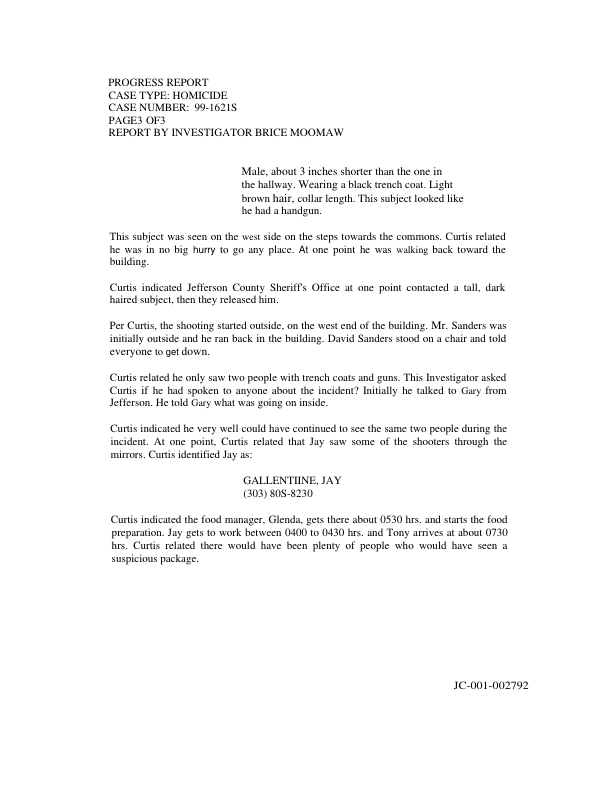 PROGRESS REPORT
CASE TYPE: HOMICIDE
CASE NUMBER: 99-1621S
PAGE3 OF3
REPORT BY INVESTIGATOR BRICE MOOMAW
Male, about 3 inches shorter than the one in
the hallway. Wearing a black trench coat. Light
brown hair, collar length. This subject looked like
he had a handgun.
This subject was seen on the west side on the steps towards the commons. Curtis related
he was in no big hurry to go any place. At one point he was walking back toward the
building.
Curtis indicated Jefferson County Sheriff's Office at one point contacted a tall, dark
haired subject, then they released him.
Per Curtis, the shooting started outside, on the west end of the building. Mr. Sanders was
initially outside and he ran back in the building. David Sanders stood on a chair and told
everyone to get down.
Curtis related he only saw two people with trench coats and guns. This Investigator asked
Curtis if he had spoken to anyone about the incident? Initially he talked to Gary from
Jefferson. He told Gary what was going on inside.
Curtis indicated he very well could have continued to see the same two people during the
incident. At one point, Curtis related that Jay saw some of the shooters through the
mirrors. Curtis identified Jay as:
GALLENTIINE, JAY
(303) 80S-8230
Curtis indicated the food manager, Glenda, gets there about 0530 hrs. and starts the food
preparation. Jay gets to work between 0400 to 0430 hrs. and Tony arrives at about 0730
hrs. Curtis related there would have been plenty of people who would have seen a
suspicious package.
JC-001-002792